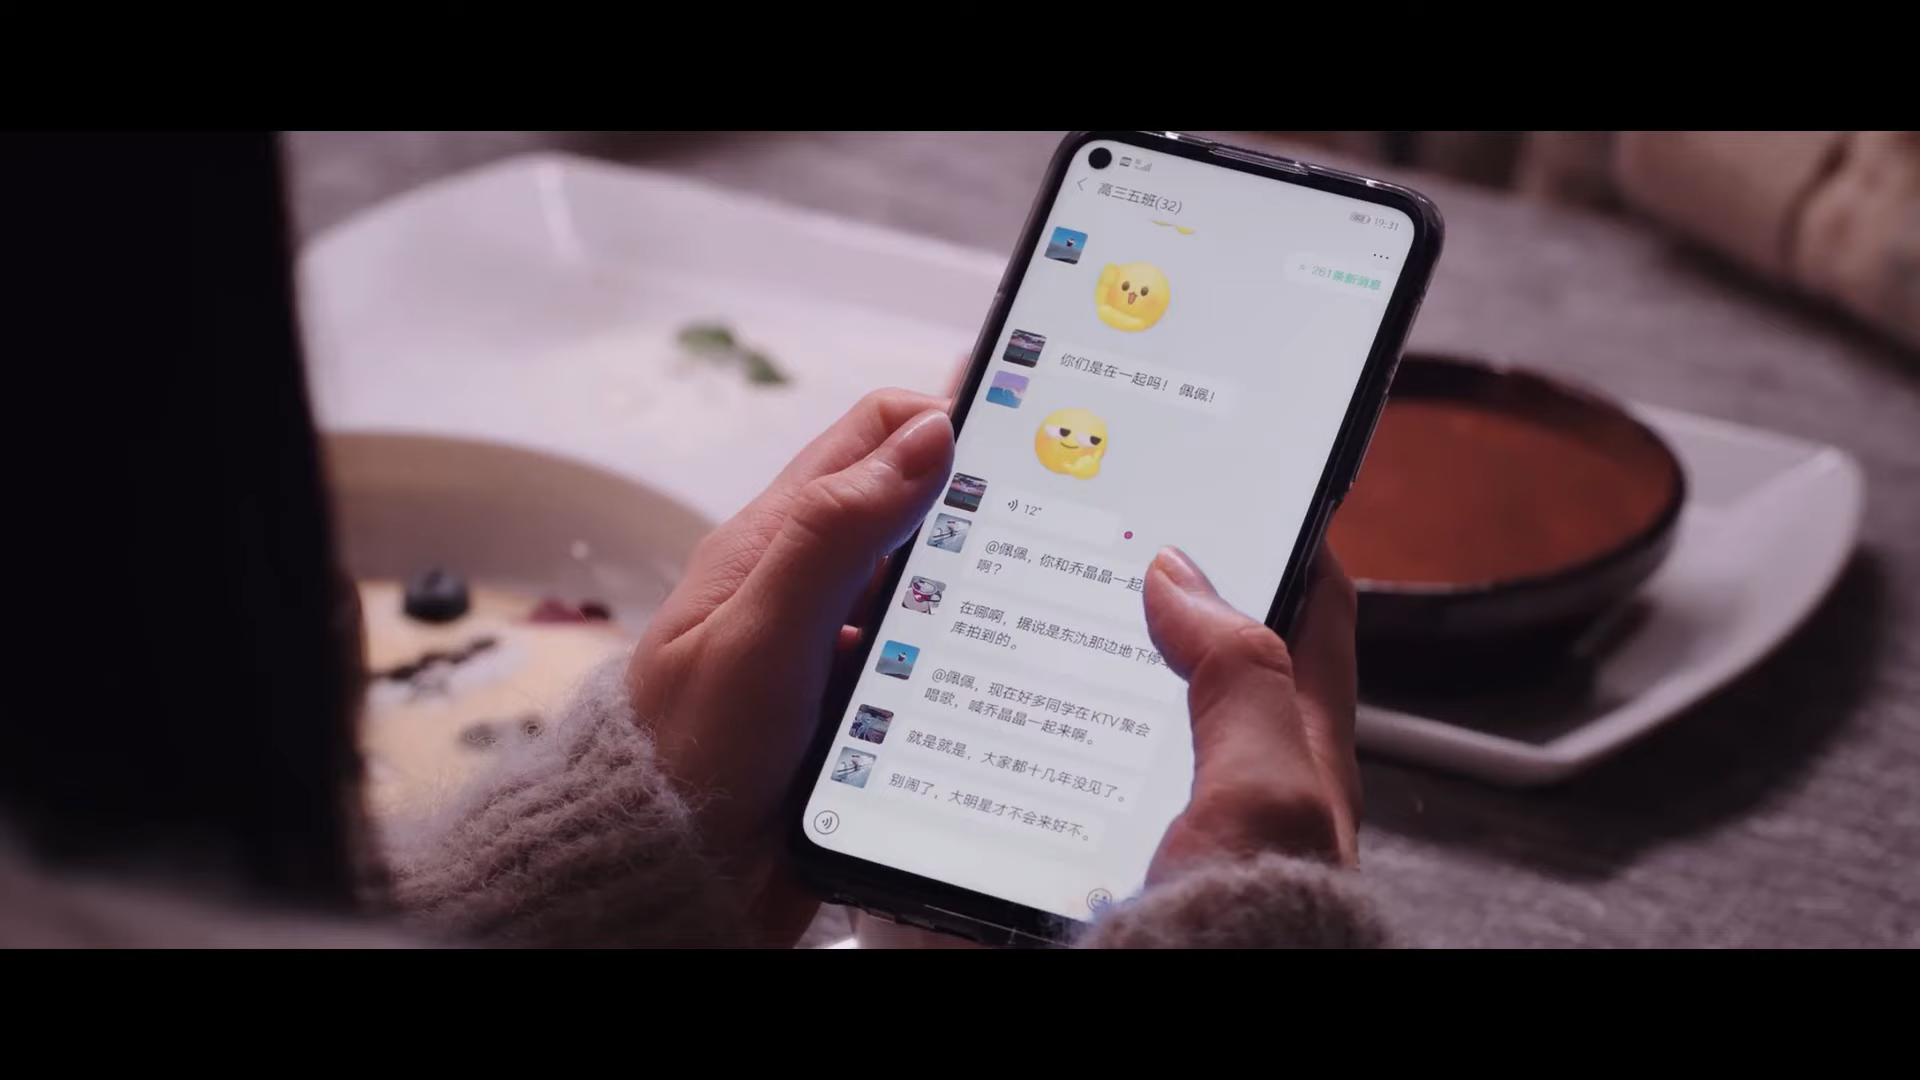 19:31
高三五班(32)
261条新消息
你们是在一起吗！佩佩！
12"
@佩佩，你和乔晶晶一起
啊？
在哪啊，据说是东氿那边地下停
库拍到的。
@佩佩，现在好多同学在KTV聚会
唱歌，喊乔晶晶一起来啊。
就是就是，大家都十几年没见了。
别闹了，大明星才不会来好不。